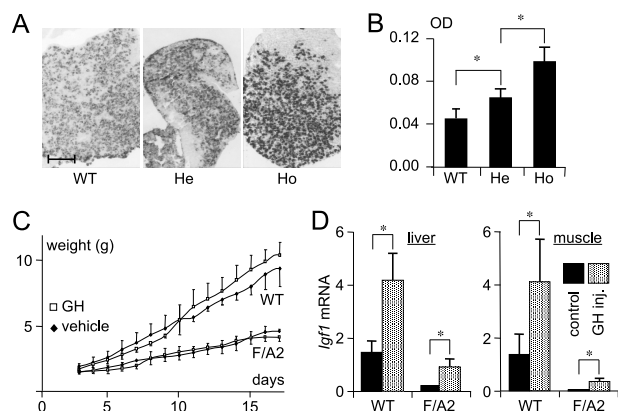 A
WT
He
Ho
B
OD
0.12
0.08
0.04
0.00
*
*
WT
He
Ho
C
weight (g)
10
5
GH
vehicle
WT
F/A2
days
0
5
10
15
D
6
4
2
0
Igf1 mRNA
liver
*
*
WT
F/A2
6
4
2
0
muscle
*
*
control
GH inj.
WT
F/A2